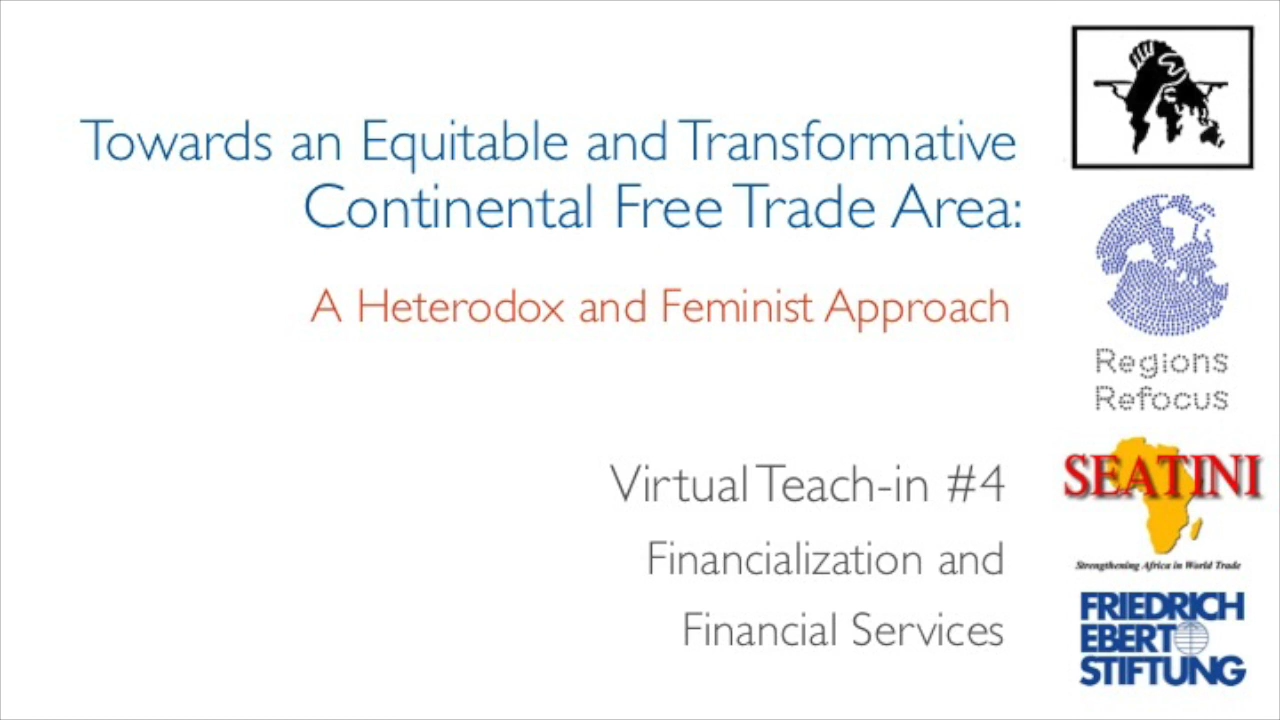 Towards an Equitable and Transformative
Continental Free Trade Area:
A Heterodox and Feminist Approach
Virtual Teach-in #4
Financialization and
Financial Services
Regions
Refocus
SEATINI
Strengthening Africa in World Trade
FRIEDRICH
EBERT
STIFTUNG